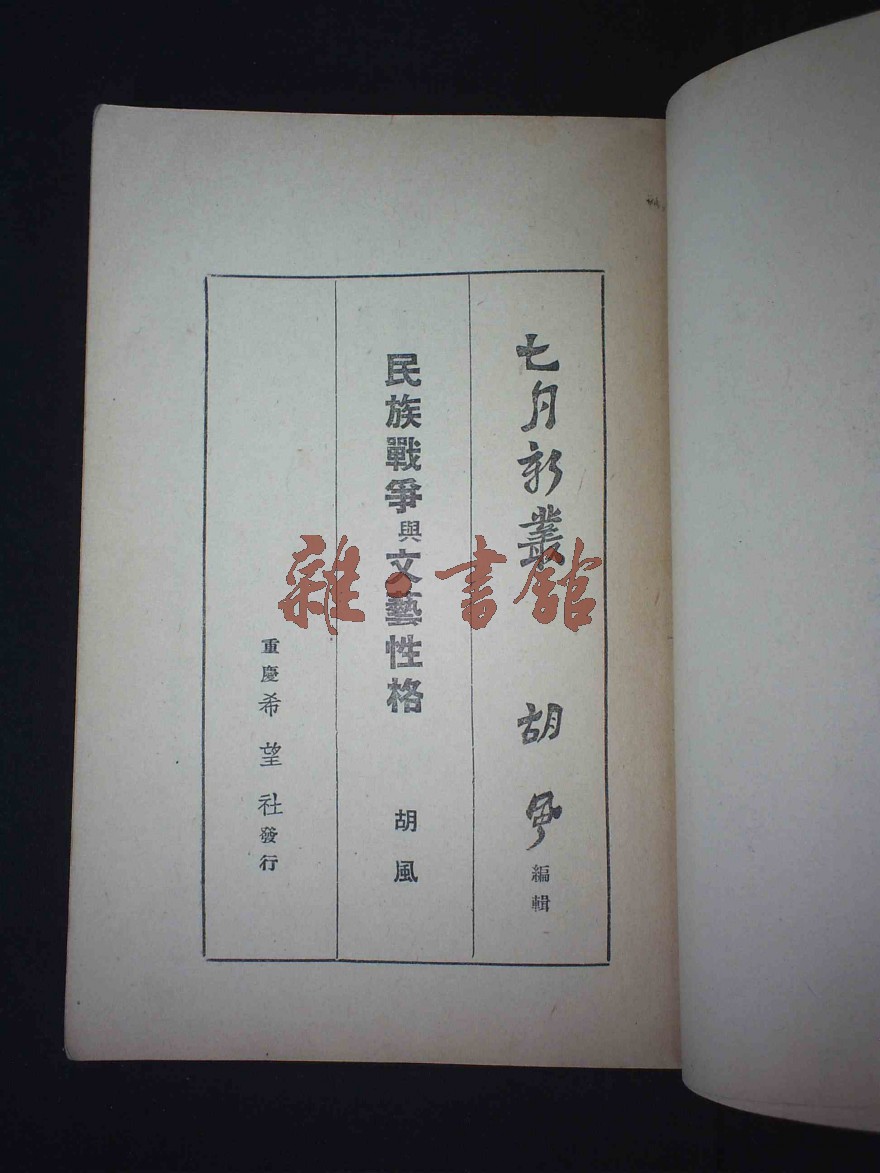 七月新叢 胡風 編輯
民族戰爭與文藝性格 胡風
重慶希望社發行
雜·書館